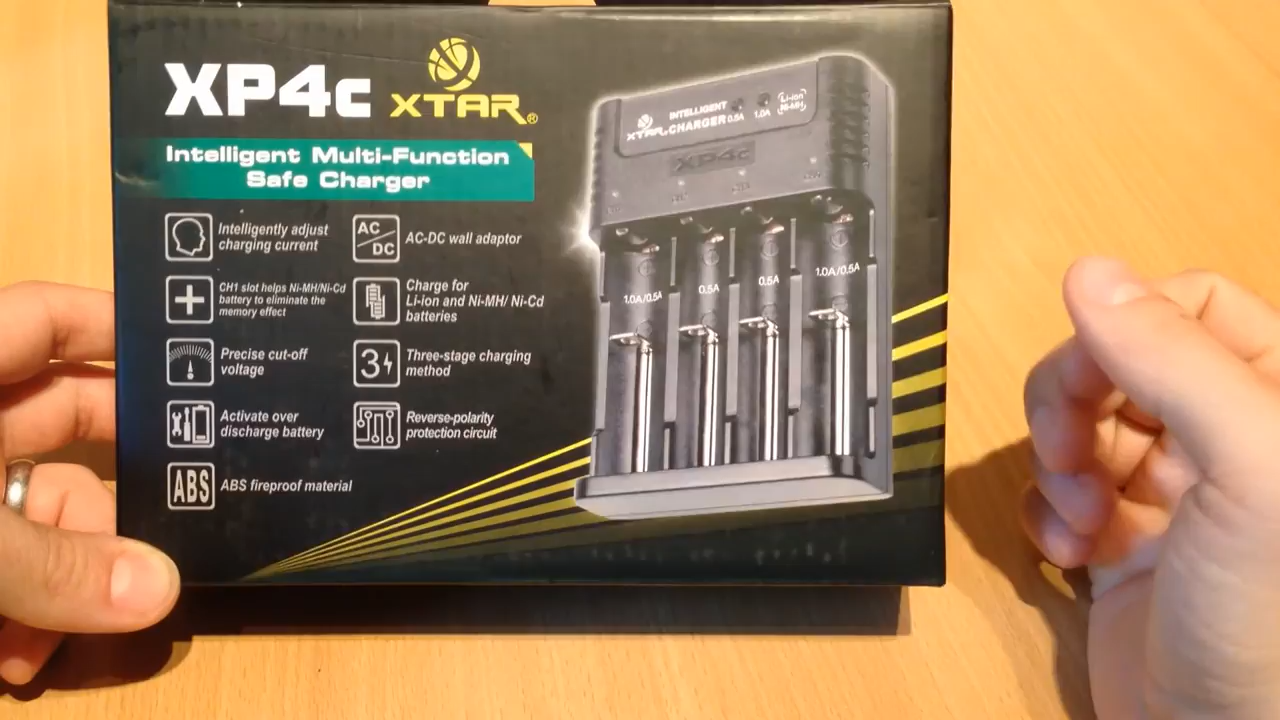 XP4c XTAR®
Intelligent Multi-Function
Safe Charger
Intelligently adjust
charging current
AC
DC
AC-DC wall adaptor
CH1 slot helps Ni-MH/Ni-Cd
battery to eliminate the
memory effect
Charge for
Li-ion and Ni-MH/ Ni-Cd
batteries
Precise cut-off
voltage
3
Three-stage charging
method
Activate over
discharge battery
Reverse-polarity
protection circuit
ABS
ABS fireproof material
XTAR
INTELLIGENT
CHARGER
0.5A
1.0A
Li-ion
Ni-MH
XP4c
1.0A/0.5A
0.5A
0.5A
1.0A/0.5A